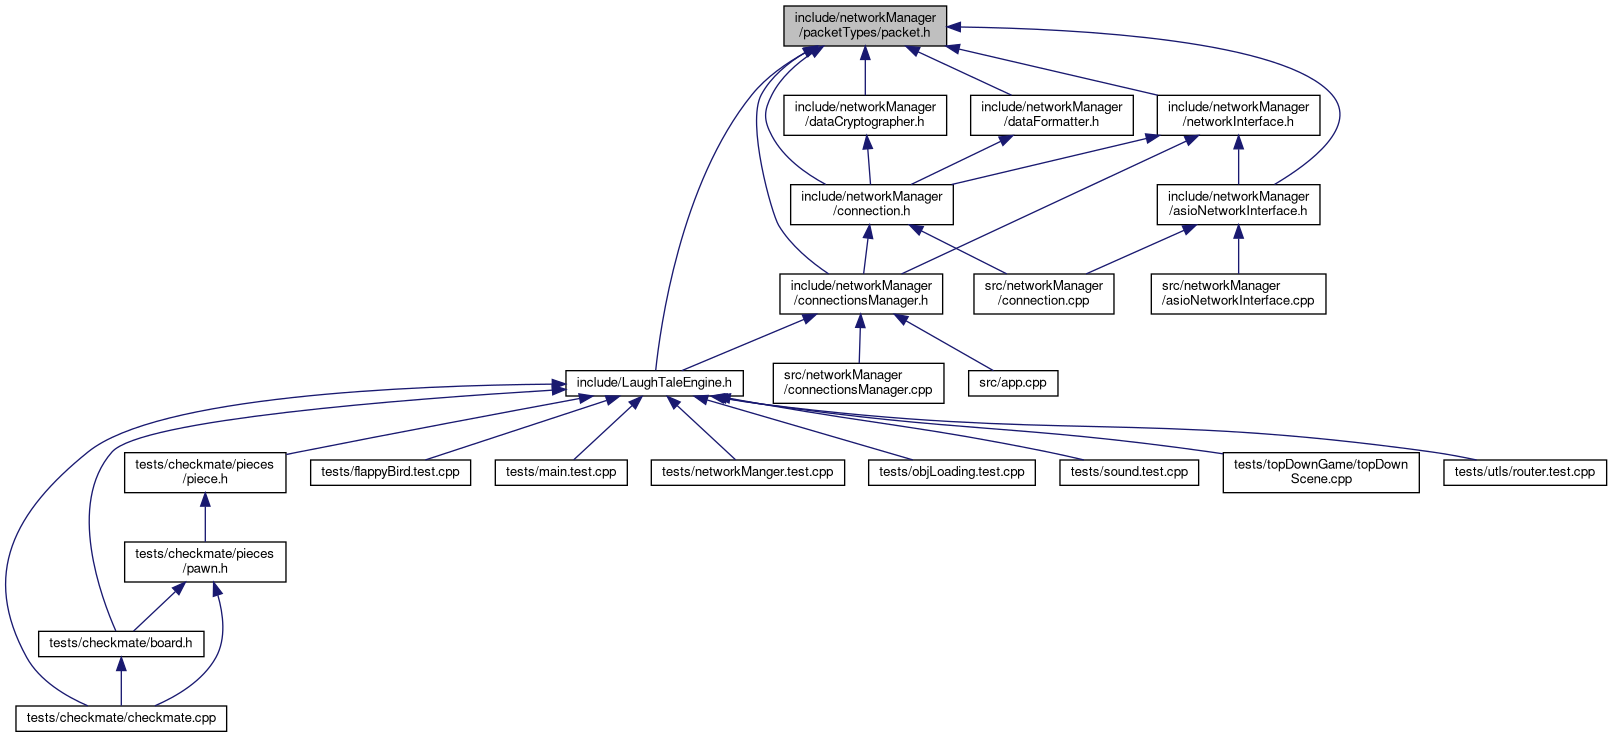 include/networkManager
/packetTypes/packet.h
include/networkManager
/dataCryptographer.h
include/networkManager
/dataFormatter.h
include/networkManager
/networkInterface.h
include/networkManager
/connection.h
include/networkManager
/asioNetworkInterface.h
include/networkManager
/connectionsManager.h
src/networkManager
/connection.cpp
src/networkManager
/asioNetworkInterface.cpp
include/LaughTaleEngine.h
src/networkManager
/connectionsManager.cpp
src/app.cpp
tests/checkmate/pieces
/piece.h
tests/flappyBird.test.cpp
tests/main.test.cpp
tests/networkManger.test.cpp
tests/objLoading.test.cpp
tests/sound.test.cpp
tests/topDownGame/topDown
Scene.cpp
tests/utls/router.test.cpp
tests/checkmate/pieces
/pawn.h
tests/checkmate/board.h
tests/checkmate/checkmate.cpp